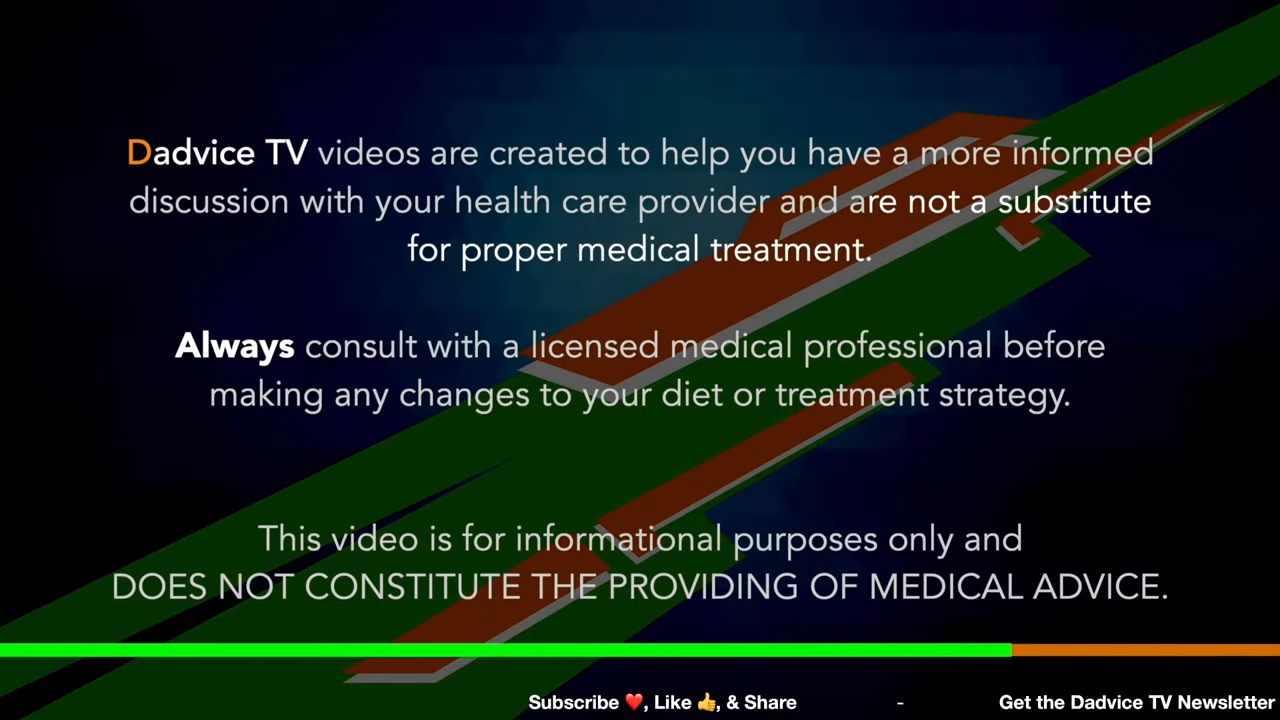 Dadvice TV videos are created to help you have a more informed
discussion with your health care provider and are not a substitute
for proper medical treatment.
Always consult with a licensed medical professional before
making any changes to your diet or treatment strategy.
This video is for informational purposes only and
DOES NOT CONSTITUTE THE PROVIDING OF MEDICAL ADVICE.
Subscribe ❤️, Like 👍, & Share - Get the Dadvice TV Newsletter